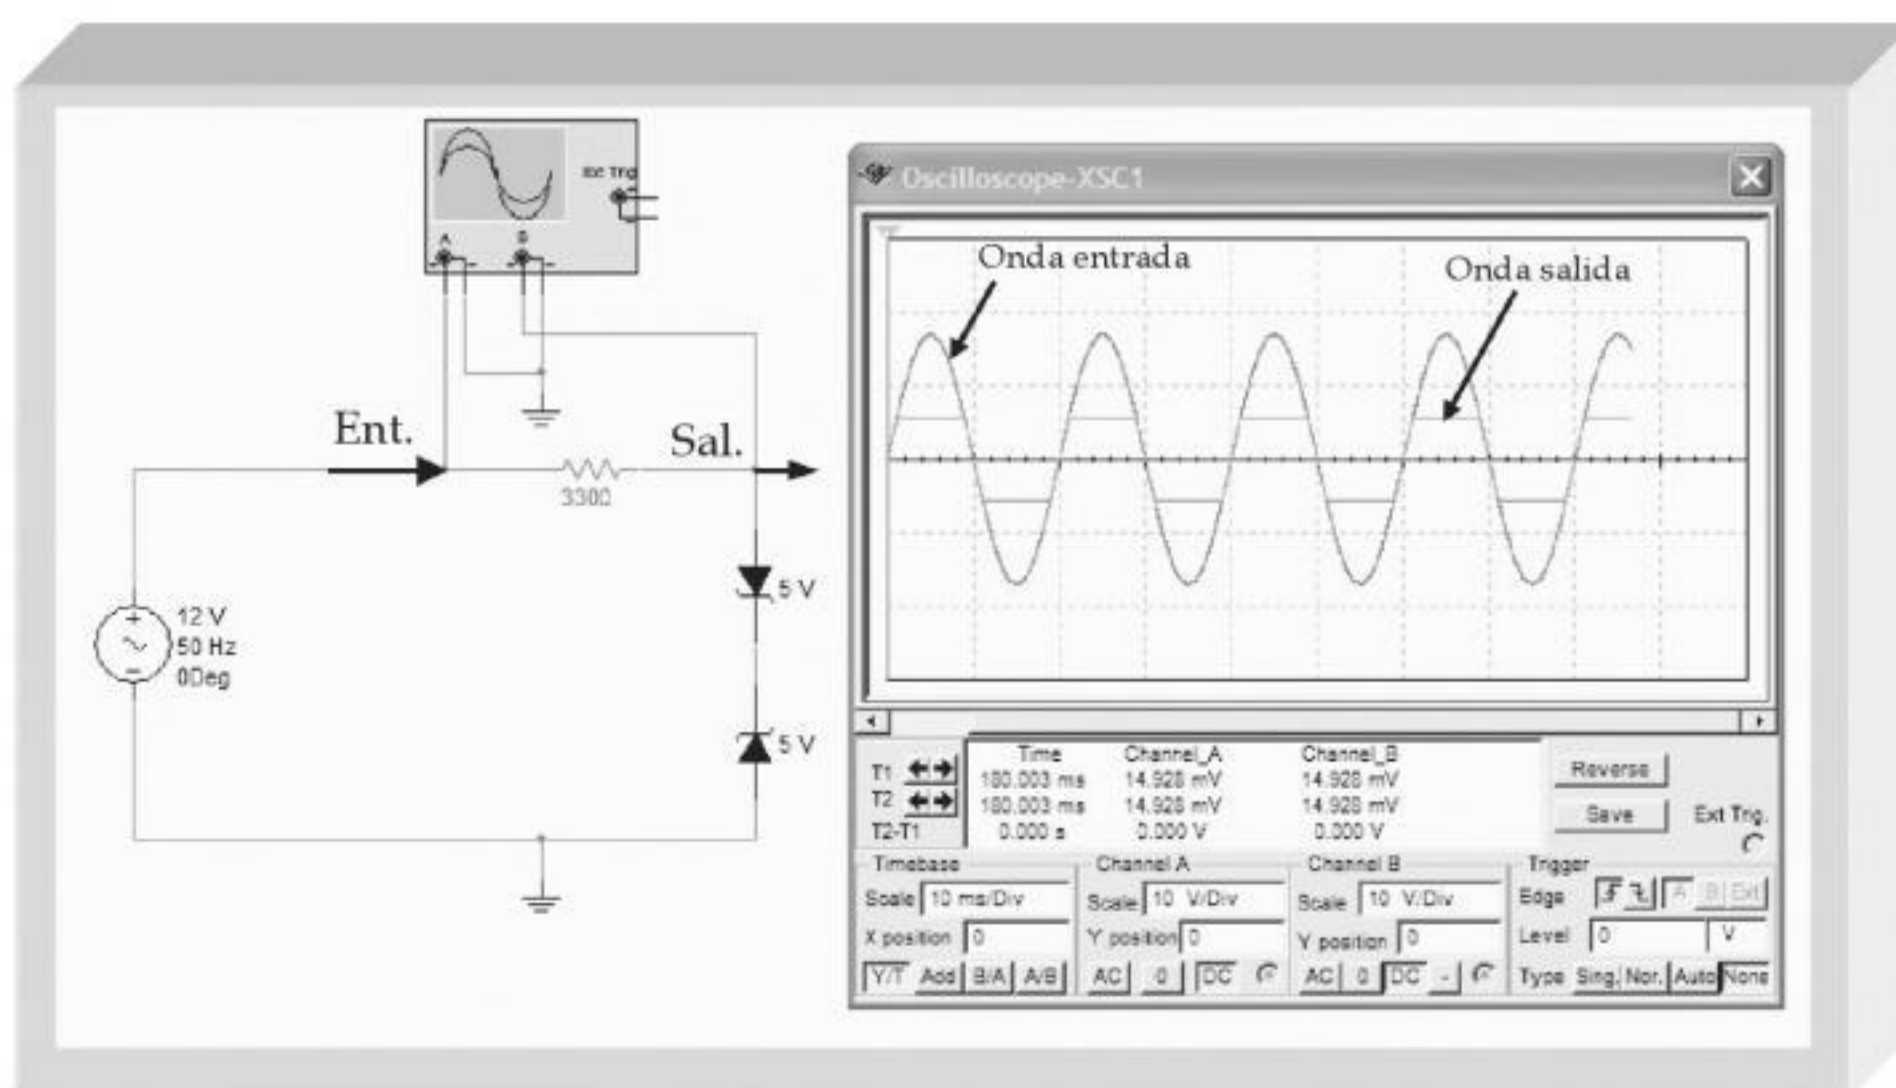 Ext Trig
A
B
Ent.
Sal.
330Ω
5 V
12 V
50 Hz
0Deg
5 V
Oscilloscope-XSC1
Onda entrada
Onda salida
Time Channel_A Channel_B
T1 180.003 ms 14.928 mV 14.928 mV
T2 180.003 ms 14.928 mV 14.928 mV
T2-T1 0.000 s 0.000 V 0.000 V
Reverse
Save
Ext Trig.
Timebase
Scale 10 ms/Div
X position 0
Y/T Add B/A A/B
Channel A
Scale 10 V/Div
Y position 0
AC 0 DC
Channel B
Scale 10 V/Div
Y position 0
AC 0 DC -
Trigger
Edge A B Ext
Level 0 V
Type Sing. Nor. Auto None